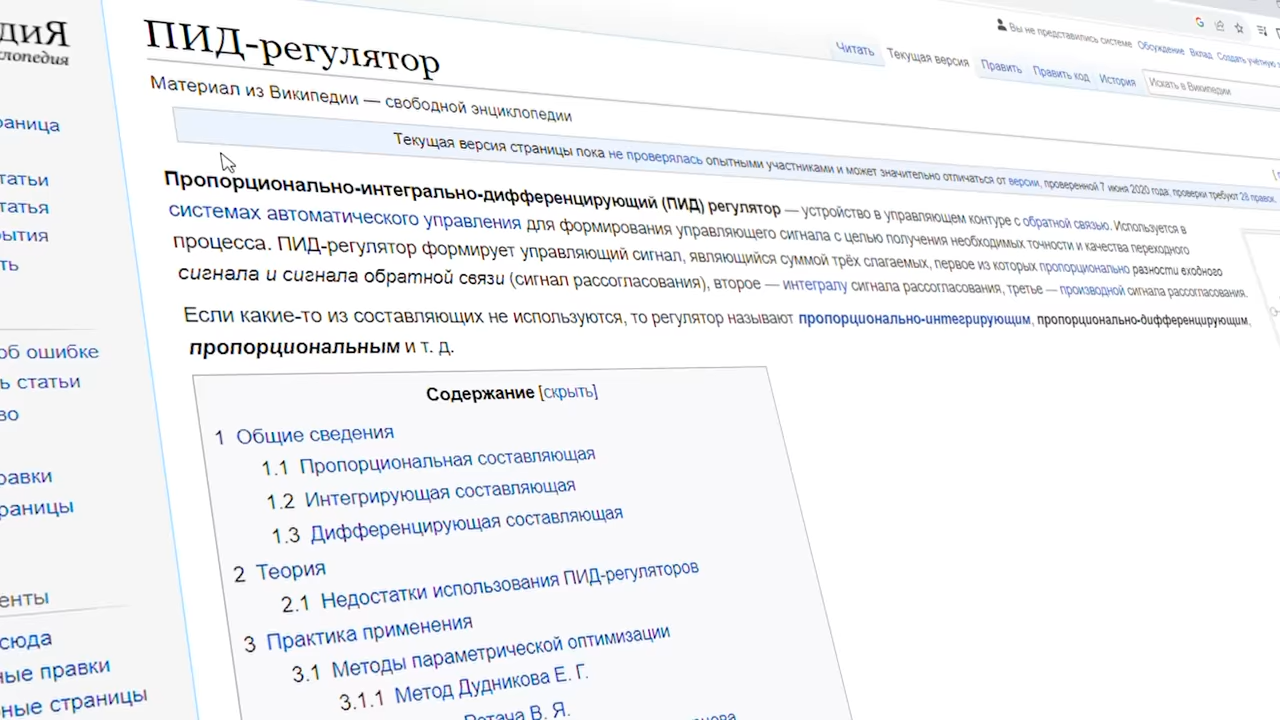 ПИД-регулятор
Материал из Википедии — свободной энциклопедии
Вы не представились системе Обсуждение Вклад Создать учётную
Читать Текущая версия Править Править код История Искать в Википедии
Текущая версия страницы пока не проверялась опытными участниками и может значительно отличаться от версии, проверенной 7 июня 2020 года; проверки требуют 28 правок.
Пропорционально-интегрально-дифференцирующий (ПИД) регулятор — устройство в управляющем контуре с обратной связью. Используется в
системах автоматического управления для формирования управляющего сигнала с целью получения необходимых точности и качества переходного
процесса. ПИД-регулятор формирует управляющий сигнал, являющийся суммой трёх слагаемых, первое из которых пропорционально разности входного
сигнала и сигнала обратной связи (сигнал рассогласования), второе — интегралу сигнала рассогласования, третье — производной сигнала рассогласования.
Если какие-то из составляющих не используются, то регулятор называют пропорционально-интегрирующим, пропорционально-дифференцирующим,
пропорциональным и т. д.
Содержание [скрыть]
1 Общие сведения
1.1 Пропорциональная составляющая
1.2 Интегрирующая составляющая
1.3 Дифференцирующая составляющая
2 Теория
2.1 Недостатки использования ПИД-регуляторов
3 Практика применения
3.1 Методы параметрической оптимизации
3.1.1 Метод Дудникова Е. Г.
Ротача В. Я.
диЯ
клопедия
раница
татьи
татья
ытия
ть
об ошибке
ь статьи
во
равки
раницы
енты
сюда
ные правки
ные страницы